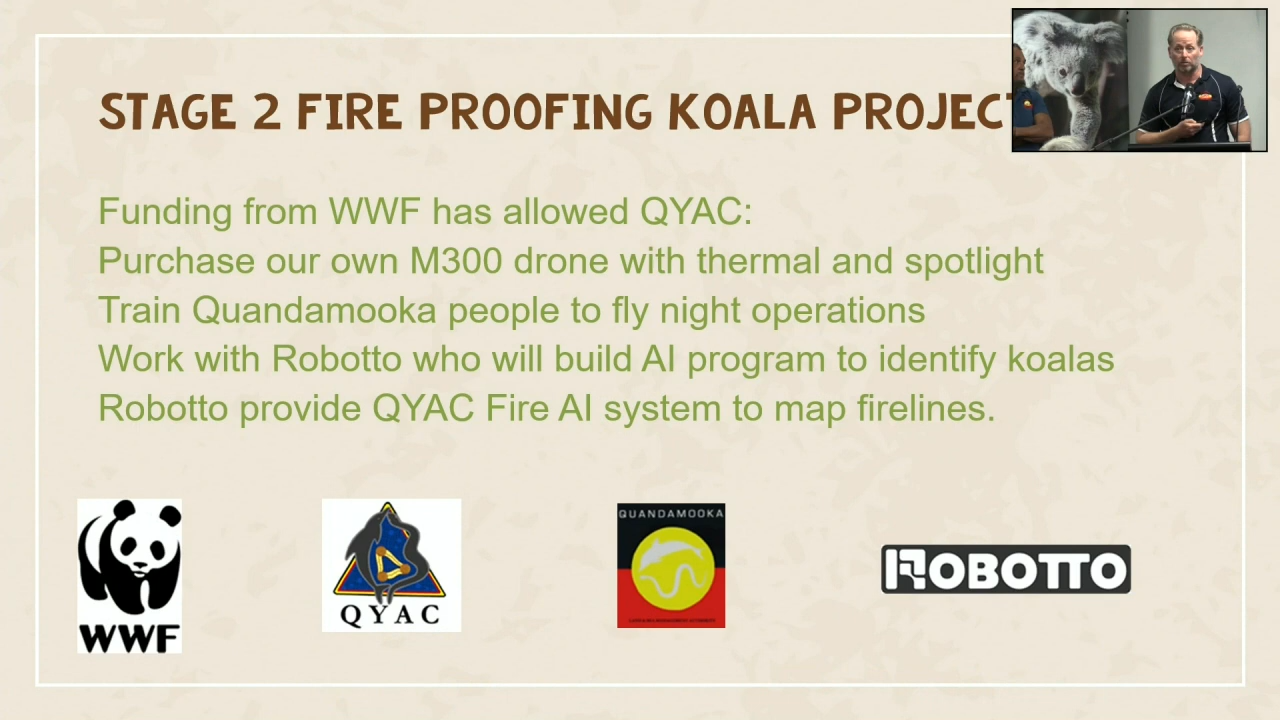 STAGE 2 FIRE PROOFING KOALA PROJECT
Funding from WWF has allowed QYAC:
Purchase our own M300 drone with thermal and spotlight
Train Quandamooka people to fly night operations
Work with Robotto who will build AI program to identify koalas
Robotto provide QYAC Fire AI system to map firelines.
WWF
QYAC
QUANDAMOOKA
ROBOTTO